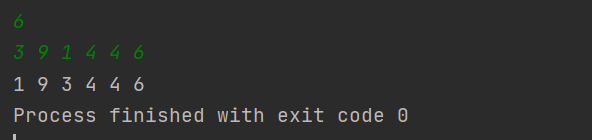 6
3 9 1 4 4 6
1 9 3 4 4 6
Process finished with exit code 0